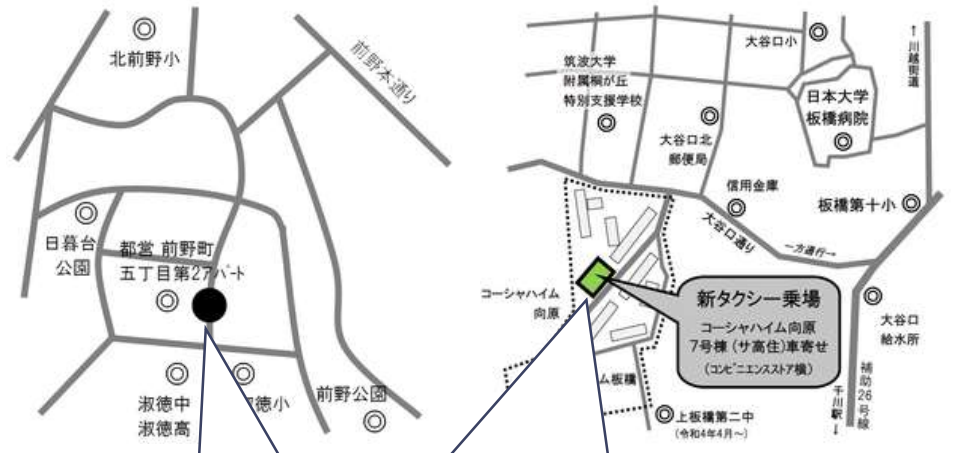 北前野小
前野本通り
日暮台
公園
都営 前野町
五丁目第2アパート
淑徳中
淑徳高
徳小
前野公園
大谷口小
↑川越街道
筑波大学
附属桐が丘
特別支援学校
日本大学
板橋病院
大谷口北
郵便局
信用金庫
板橋第十小
大谷口通り
一方通行→
コーシャハイム
向原
新タクシー乗場
コーシャハイム向原
7号棟（サ高住）車寄せ
（コンビニエンスストア横）
大谷口
給水所
補助26号線
千川駅↓
ム板橋
上板橋第二中
（令和4年4月～）